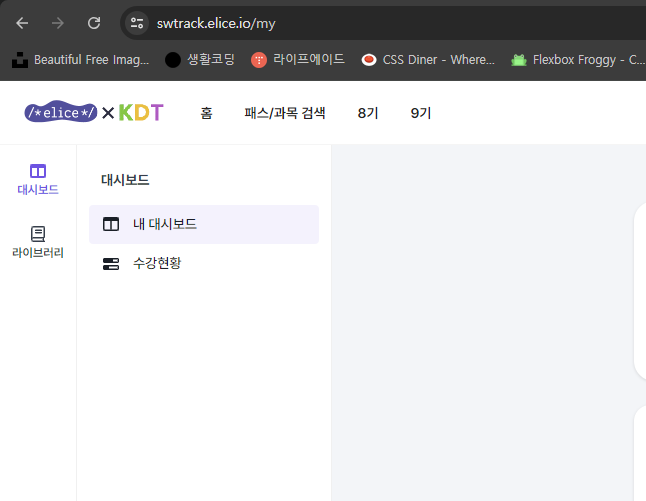 swtrack.elice.io/my
Beautiful Free Imag... 생활코딩 라이프에이드 CSS Diner - Where... Flexbox Froggy - C...
/*elice*/ × KDT 홈 패스/과목 검색 8기 9기
대시보드
라이브러리
대시보드
내 대시보드
수강현황